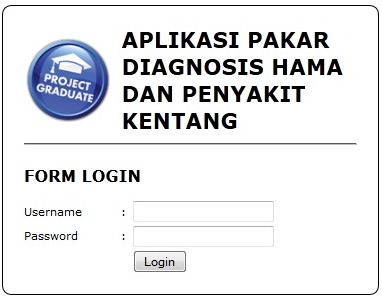 PROJECT
GRADUATE
APLIKASI PAKAR
DIAGNOSIS HAMA
DAN PENYAKIT
KENTANG
FORM LOGIN
Username :
Password :
Login